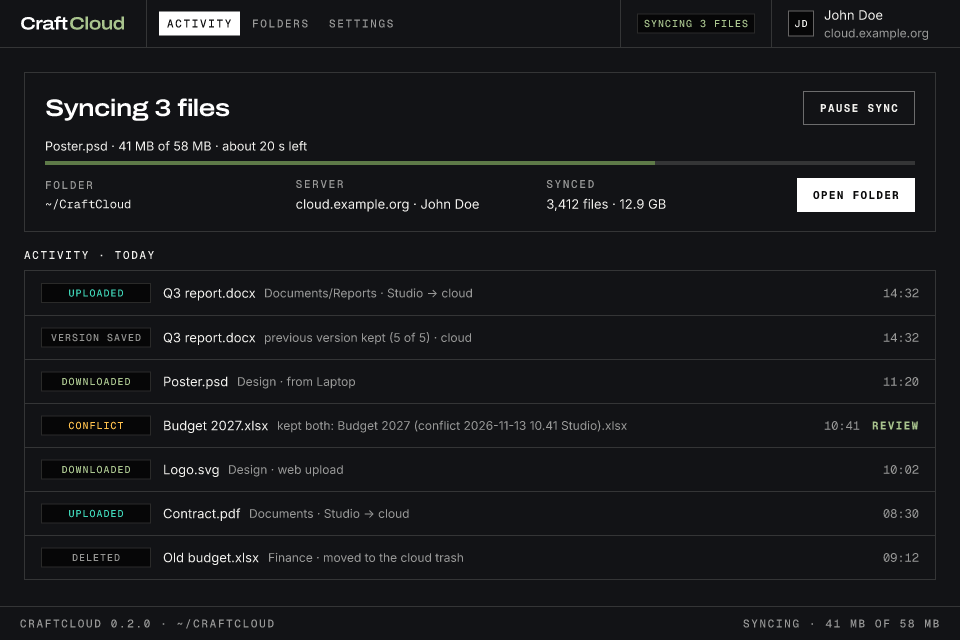 CraftCloud
ACTIVITY FOLDERS SETTINGS
SYNCING 3 FILES
JD
John Doe
cloud.example.org
Syncing 3 files
PAUSE SYNC
Poster.psd · 41 MB of 58 MB · about 20 s left
FOLDER
~/CraftCloud
SERVER
cloud.example.org · John Doe
SYNCED
3,412 files · 12.9 GB
OPEN FOLDER
ACTIVITY · TODAY
UPLOADED Q3 report.docx Documents/Reports · Studio → cloud 14:32
VERSION SAVED Q3 report.docx previous version kept (5 of 5) · cloud 14:32
DOWNLOADED Poster.psd Design · from Laptop 11:20
CONFLICT Budget 2027.xlsx kept both: Budget 2027 (conflict 2026-11-13 10.41 Studio).xlsx 10:41 REVIEW
DOWNLOADED Logo.svg Design · web upload 10:02
UPLOADED Contract.pdf Documents · Studio → cloud 08:30
DELETED Old budget.xlsx Finance · moved to the cloud trash 09:12
CRAFTCLOUD 0.2.0 · ~/CRAFTCLOUD
SYNCING · 41 MB OF 58 MB